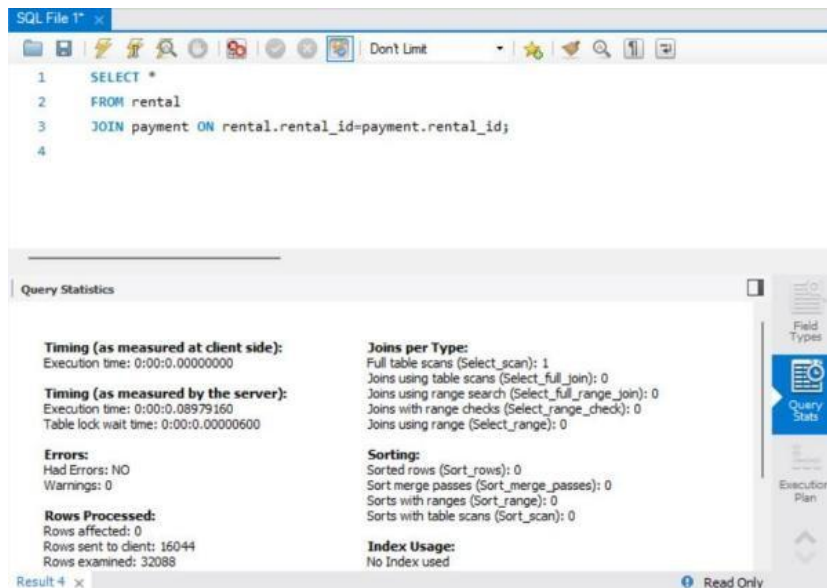 SQL File 1*
Don't Limit
1 SELECT *
2 FROM rental
3 JOIN payment ON rental.rental_id=payment.rental_id;
4
Query Statistics
Timing (as measured at client side):
Execution time: 0:00:0.00000000
Timing (as measured by the server):
Execution time: 0:00:0.08979160
Table lock wait time: 0:00:0.00000600
Errors:
Had Errors: NO
Warnings: 0
Rows Processed:
Rows affected: 0
Rows sent to client: 16044
Rows examined: 32088
Joins per Type:
Full table scans (Select_scan): 1
Joins using table scans (Select_full_join): 0
Joins using range search (Select_full_range_join): 0
Joins with range checks (Select_range_check): 0
Joins using range (Select_range): 0
Sorting:
Sorted rows (Sort_rows): 0
Sort merge passes (Sort_merge_passes): 0
Sorts with ranges (Sort_range): 0
Sorts with table scans (Sort_scan): 0
Index Usage:
No Index used
Field
Types
Query
Stats
Execution
Plan
Result 4
Read Only